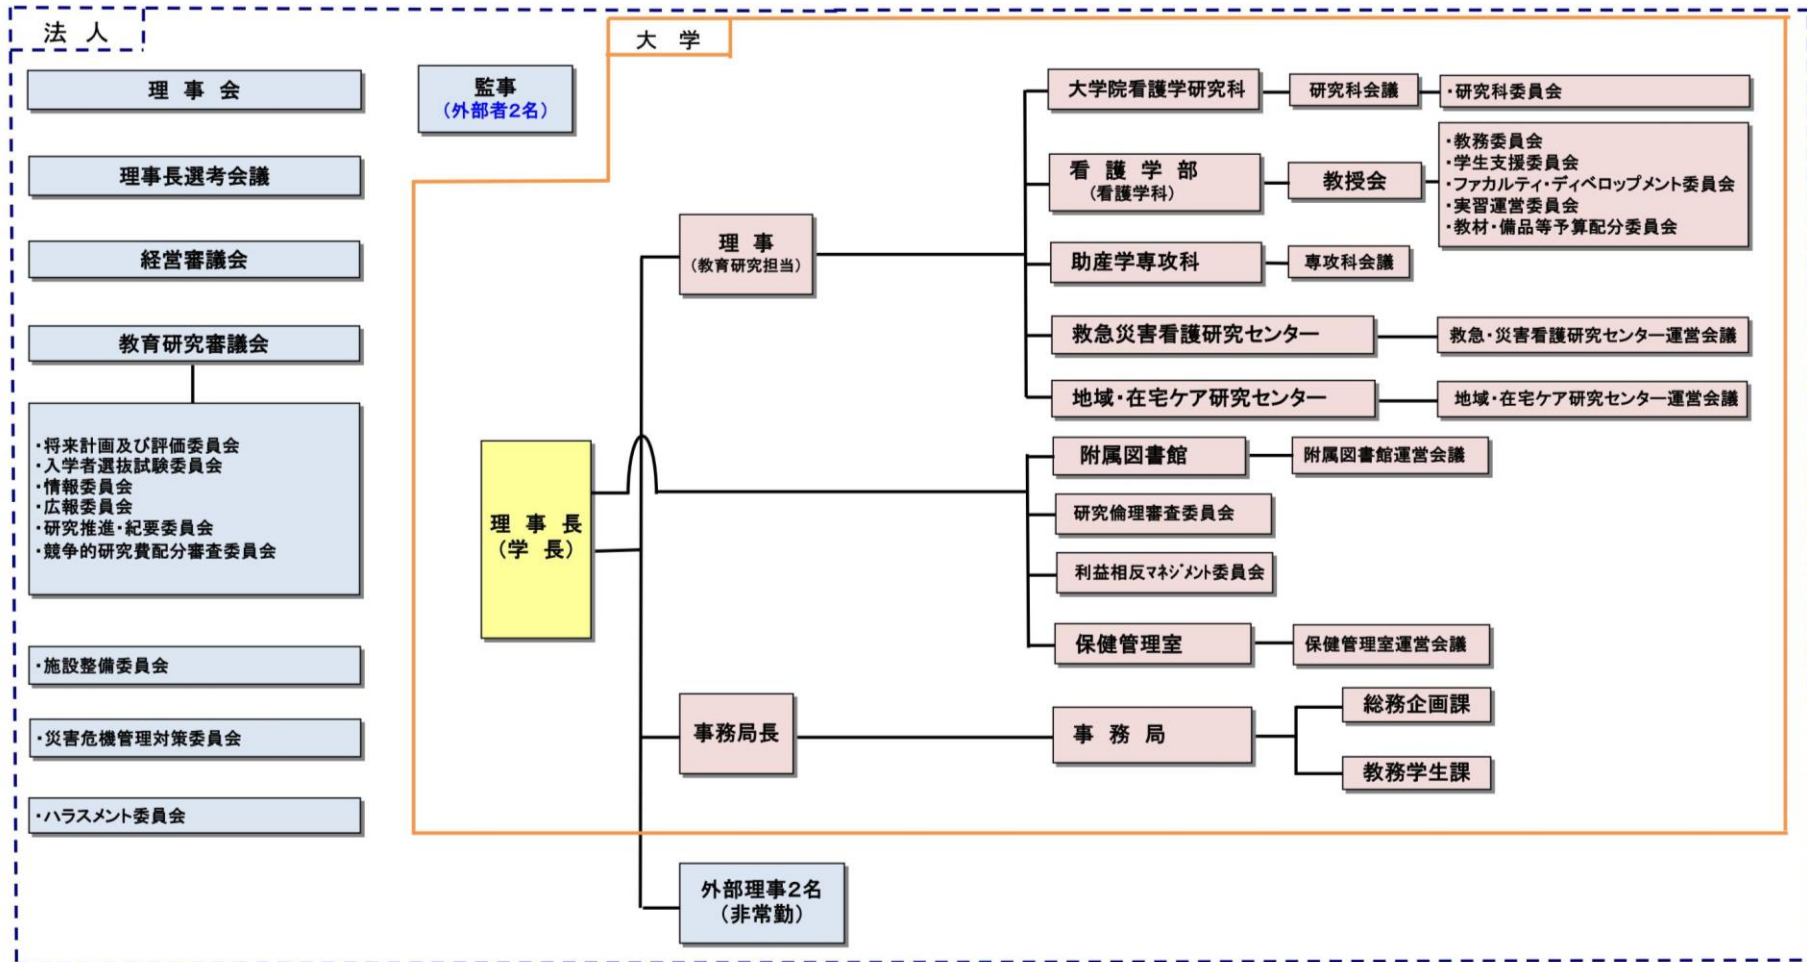 法 人
大 学
理 事 会
監事
（外部者2名）
理事長選考会議
経営審議会
教育研究審議会
・将来計画及び評価委員会
・入学者選抜試験委員会
・情報委員会
・広報委員会
・研究推進・紀要委員会
・競争的研究費配分審査委員会
・施設整備委員会
・災害危機管理対策委員会
・ハラスメント委員会
理 事 長
（学 長）
理 事
（教育研究担当）
大学院看護学研究科
研究科会議
・研究科委員会
看 護 学 部
（看護学科）
教授会
・教務委員会
・学生支援委員会
・ファカルティ・ディベロップメント委員会
・実習運営委員会
・教材・備品等予算配分委員会
助産学専攻科
専攻科会議
救急災害看護研究センター
救急・災害看護研究センター運営会議
地域・在宅ケア研究センター
地域・在宅ケア研究センター運営会議
附属図書館
附属図書館運営会議
研究倫理審査委員会
利益相反マネジメント委員会
保健管理室
保健管理室運営会議
事務局長
事 務 局
総務企画課
教務学生課
外部理事2名
（非常勤）